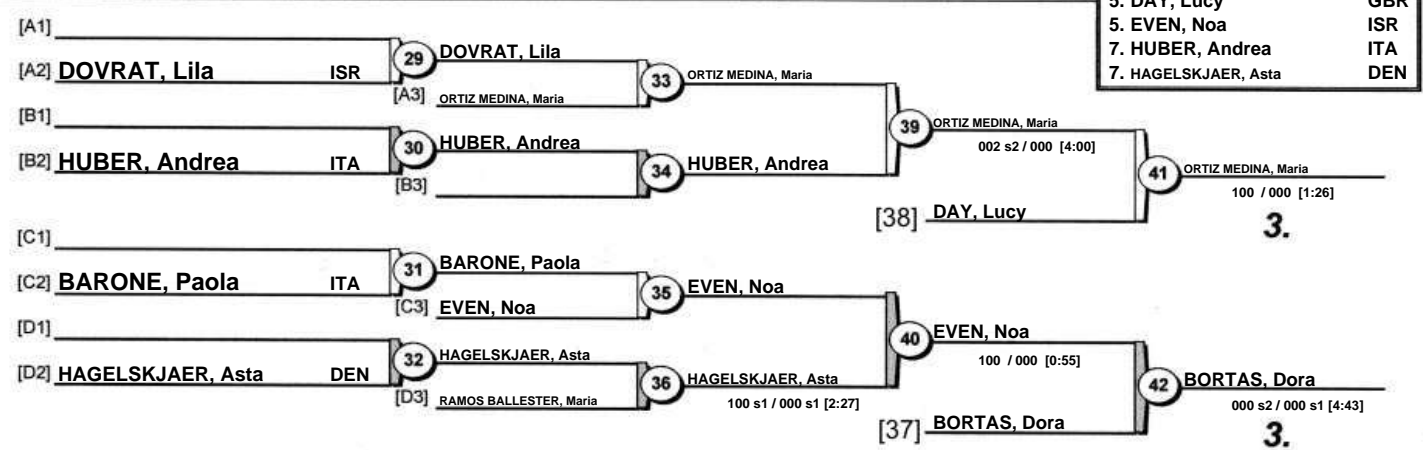 5. DAY, Lucy GBR
5. EVEN, Noa ISR
7. HUBER, Andrea ITA
7. HAGELSKJAER, Asta DEN
[A1]
[A2] DOVRAT, Lila ISR
29
DOVRAT, Lila
[A3] ORTIZ MEDINA, Maria
33
ORTIZ MEDINA, Maria
[B1]
[B2] HUBER, Andrea ITA
30
HUBER, Andrea
[B3]
34
HUBER, Andrea
39
ORTIZ MEDINA, Maria
002 s2 / 000 [4:00]
[38] DAY, Lucy
41
ORTIZ MEDINA, Maria
100 / 000 [1:26]
3.
[C1]
[C2] BARONE, Paola ITA
31
BARONE, Paola
[C3] EVEN, Noa
35
EVEN, Noa
[D1]
[D2] HAGELSKJAER, Asta DEN
32
HAGELSKJAER, Asta
[D3] RAMOS BALLESTER, Maria
36
HAGELSKJAER, Asta
100 s1 / 000 s1 [2:27]
40
EVEN, Noa
100 / 000 [0:55]
[37] BORTAS, Dora
42
BORTAS, Dora
000 s2 / 000 s1 [4:43]
3.